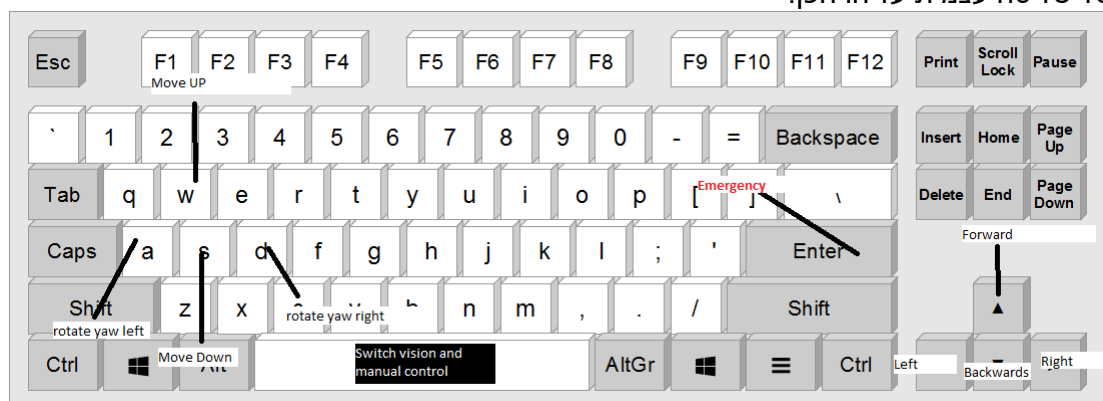 Esc F1 F2 F3 F4 F5 F6 F7 F8 F9 F10 F11 F12 Print Scroll Lock Pause
Move UP
` 1 2 3 4 5 6 7 8 9 0 - = Backspace Insert Home Page Up
Tab q w e r t y u i o p [ ] \ Delete End Page Down
Emergency
Caps a s d f g h j k l ; ' Enter
Forward
Shift z x n m , . / Shift
rotate yaw left
rotate yaw right
Ctrl Alt AltGr Ctrl
Move Down
Switch vision and
manual control
Left
Backwards
Right